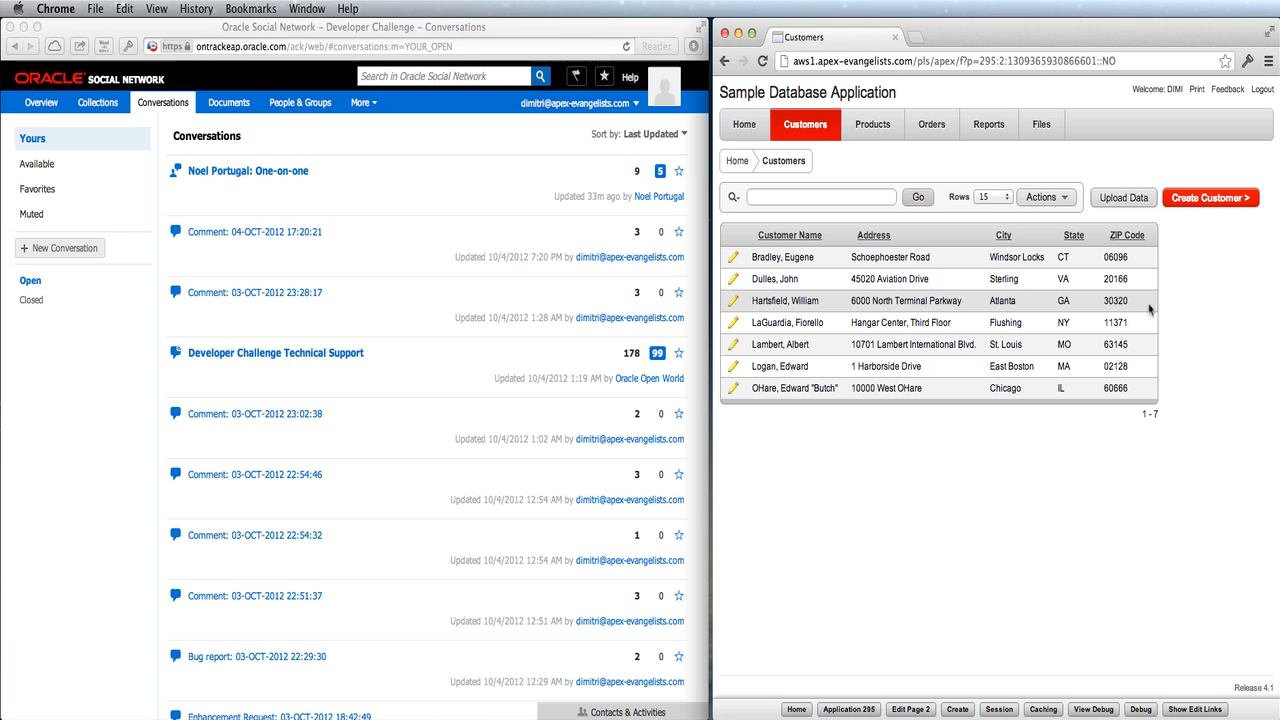 Chrome File Edit View History Bookmarks Window Help
Oracle Social Network – Developer Challenge – Conversations
https ontrackeap.oracle.com/ack/web/#conversations:m=YOUR_OPEN
Reader
ORACLE SOCIAL NETWORK
Search in Oracle Social Network
Help
Overview Collections Conversations Documents People & Groups More
dimitri@apex-evangelists.com
Yours
Available
Favorites
Muted
+ New Conversation
Open
Closed
Conversations
Sort by: Last Updated
Noel Portugal: One-on-one 9 5
Updated 33m ago by Noel Portugal
Comment: 04-OCT-2012 17:20:21 3 0
Updated 10/4/2012 7:20 PM by dimitri@apex-evangelists.com
Comment: 03-OCT-2012 23:28:17 3 0
Updated 10/4/2012 1:28 AM by dimitri@apex-evangelists.com
Developer Challenge Technical Support 178 99
Updated 10/4/2012 1:19 AM by Oracle Open World
Comment: 03-OCT-2012 23:02:38 2 0
Updated 10/4/2012 1:02 AM by dimitri@apex-evangelists.com
Comment: 03-OCT-2012 22:54:46 3 0
Updated 10/4/2012 12:54 AM by dimitri@apex-evangelists.com
Comment: 03-OCT-2012 22:54:32 1 0
Updated 10/4/2012 12:54 AM by dimitri@apex-evangelists.com
Comment: 03-OCT-2012 22:51:37 3 0
Updated 10/4/2012 12:51 AM by dimitri@apex-evangelists.com
Bug report: 03-OCT-2012 22:29:30 2 0
Updated 10/4/2012 12:29 AM by dimitri@apex-evangelists.com
Enhancement Request: 03-OCT-2012 18:42:49
Contacts & Activities
Customers
aws1.apex-evangelists.com/pls/apex/f?p=295:2:1309365930866601::NO
Sample Database Application
Welcome: DIMI Print Feedback Logout
Home Customers Products Orders Reports Files
Home Customers
Go Rows 15 Actions Upload Data Create Customer >
Customer Name Address City State ZIP Code
Bradley, Eugene Schoephoester Road Windsor Locks CT 06096
Dulles, John 45020 Aviation Drive Sterling VA 20166
Hartsfield, William 6000 North Terminal Parkway Atlanta GA 30320
LaGuardia, Fiorello Hangar Center, Third Floor Flushing NY 11371
Lambert, Albert 10701 Lambert International Blvd. St. Louis MO 63145
Logan, Edward 1 Harborside Drive East Boston MA 02128
OHare, Edward "Butch" 10000 West OHare Chicago IL 60666
1 - 7
Release 4.1
Home Application 295 Edit Page 2 Create Session Caching View Debug Debug Show Edit Links